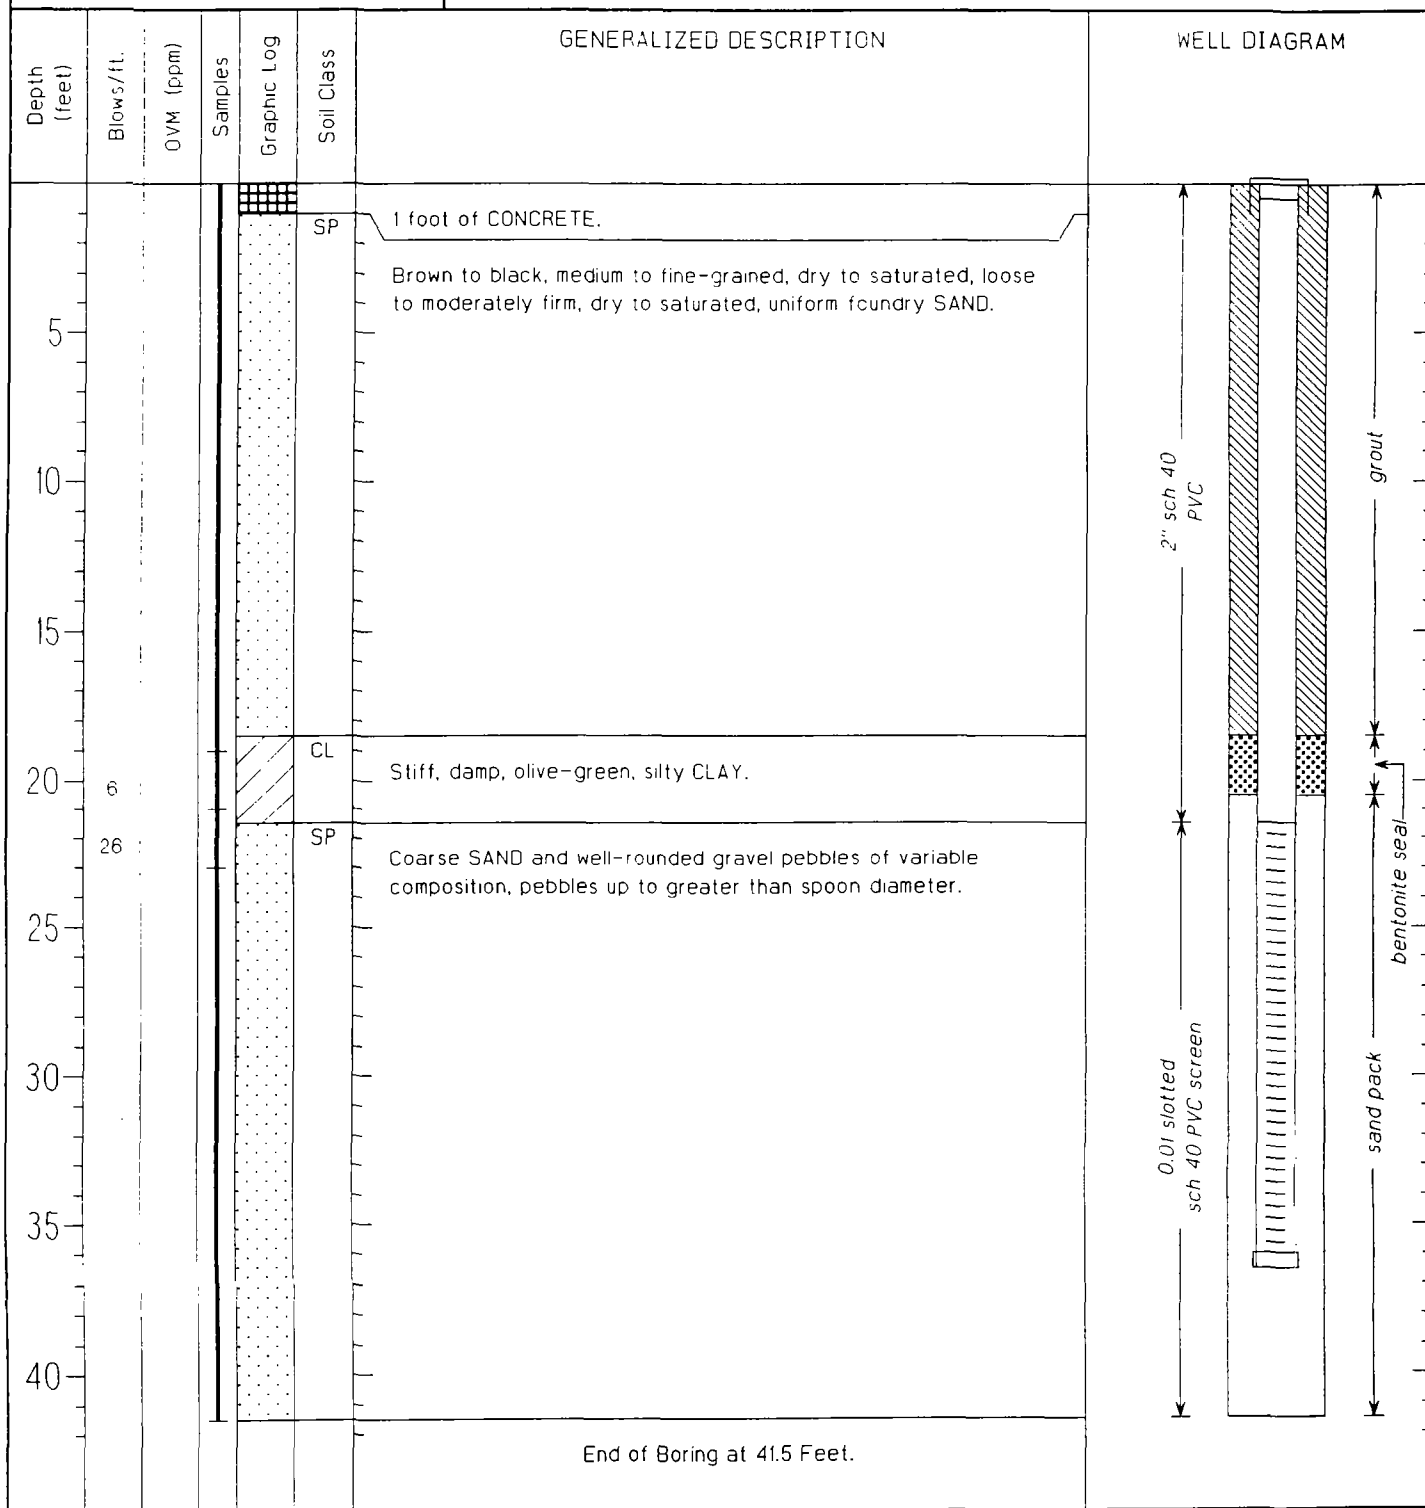 GENERALIZED DESCRIPTION
WELL DIAGRAM
Depth
(feet)
Blows/ft.
OVM (ppm)
Samples
Graphic Log
Soil Class
SP
1 foot of CONCRETE.
Brown to black, medium to fine-grained, dry to saturated, loose
to moderately firm, dry to saturated, uniform foundry SAND.
5
10
15
2" sch 40
PVC
grout
CL
Stiff, damp, olive-green, silty CLAY.
20
6
SP
26
Coarse SAND and well-rounded gravel pebbles of variable
composition, pebbles up to greater than spoon diameter.
bentonite seal
25
30
35
40
0.01 slotted
sch 40 PVC screen
sand pack
End of Boring at 41.5 Feet.